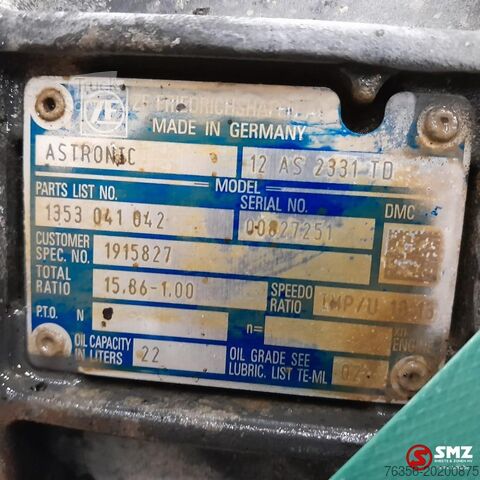 ZF FRIEDRICHSHAFEN
MADE IN GERMANY
ASTRONIC 12 AS 2331 TD
MODEL
PARTS LIST NO. SERIAL NO. DMC
1353 041 042 00827251
CUSTOMER SPEC. NO. 1915827
TOTAL RATIO 15.86-1.00 SPEEDO RATIO IMP/U
P.T.O. N n=
OIL CAPACITY IN LITERS 22 OIL GRADE SEE LUBRIC. LIST TE-ML 02
SMZ
76356-20200875